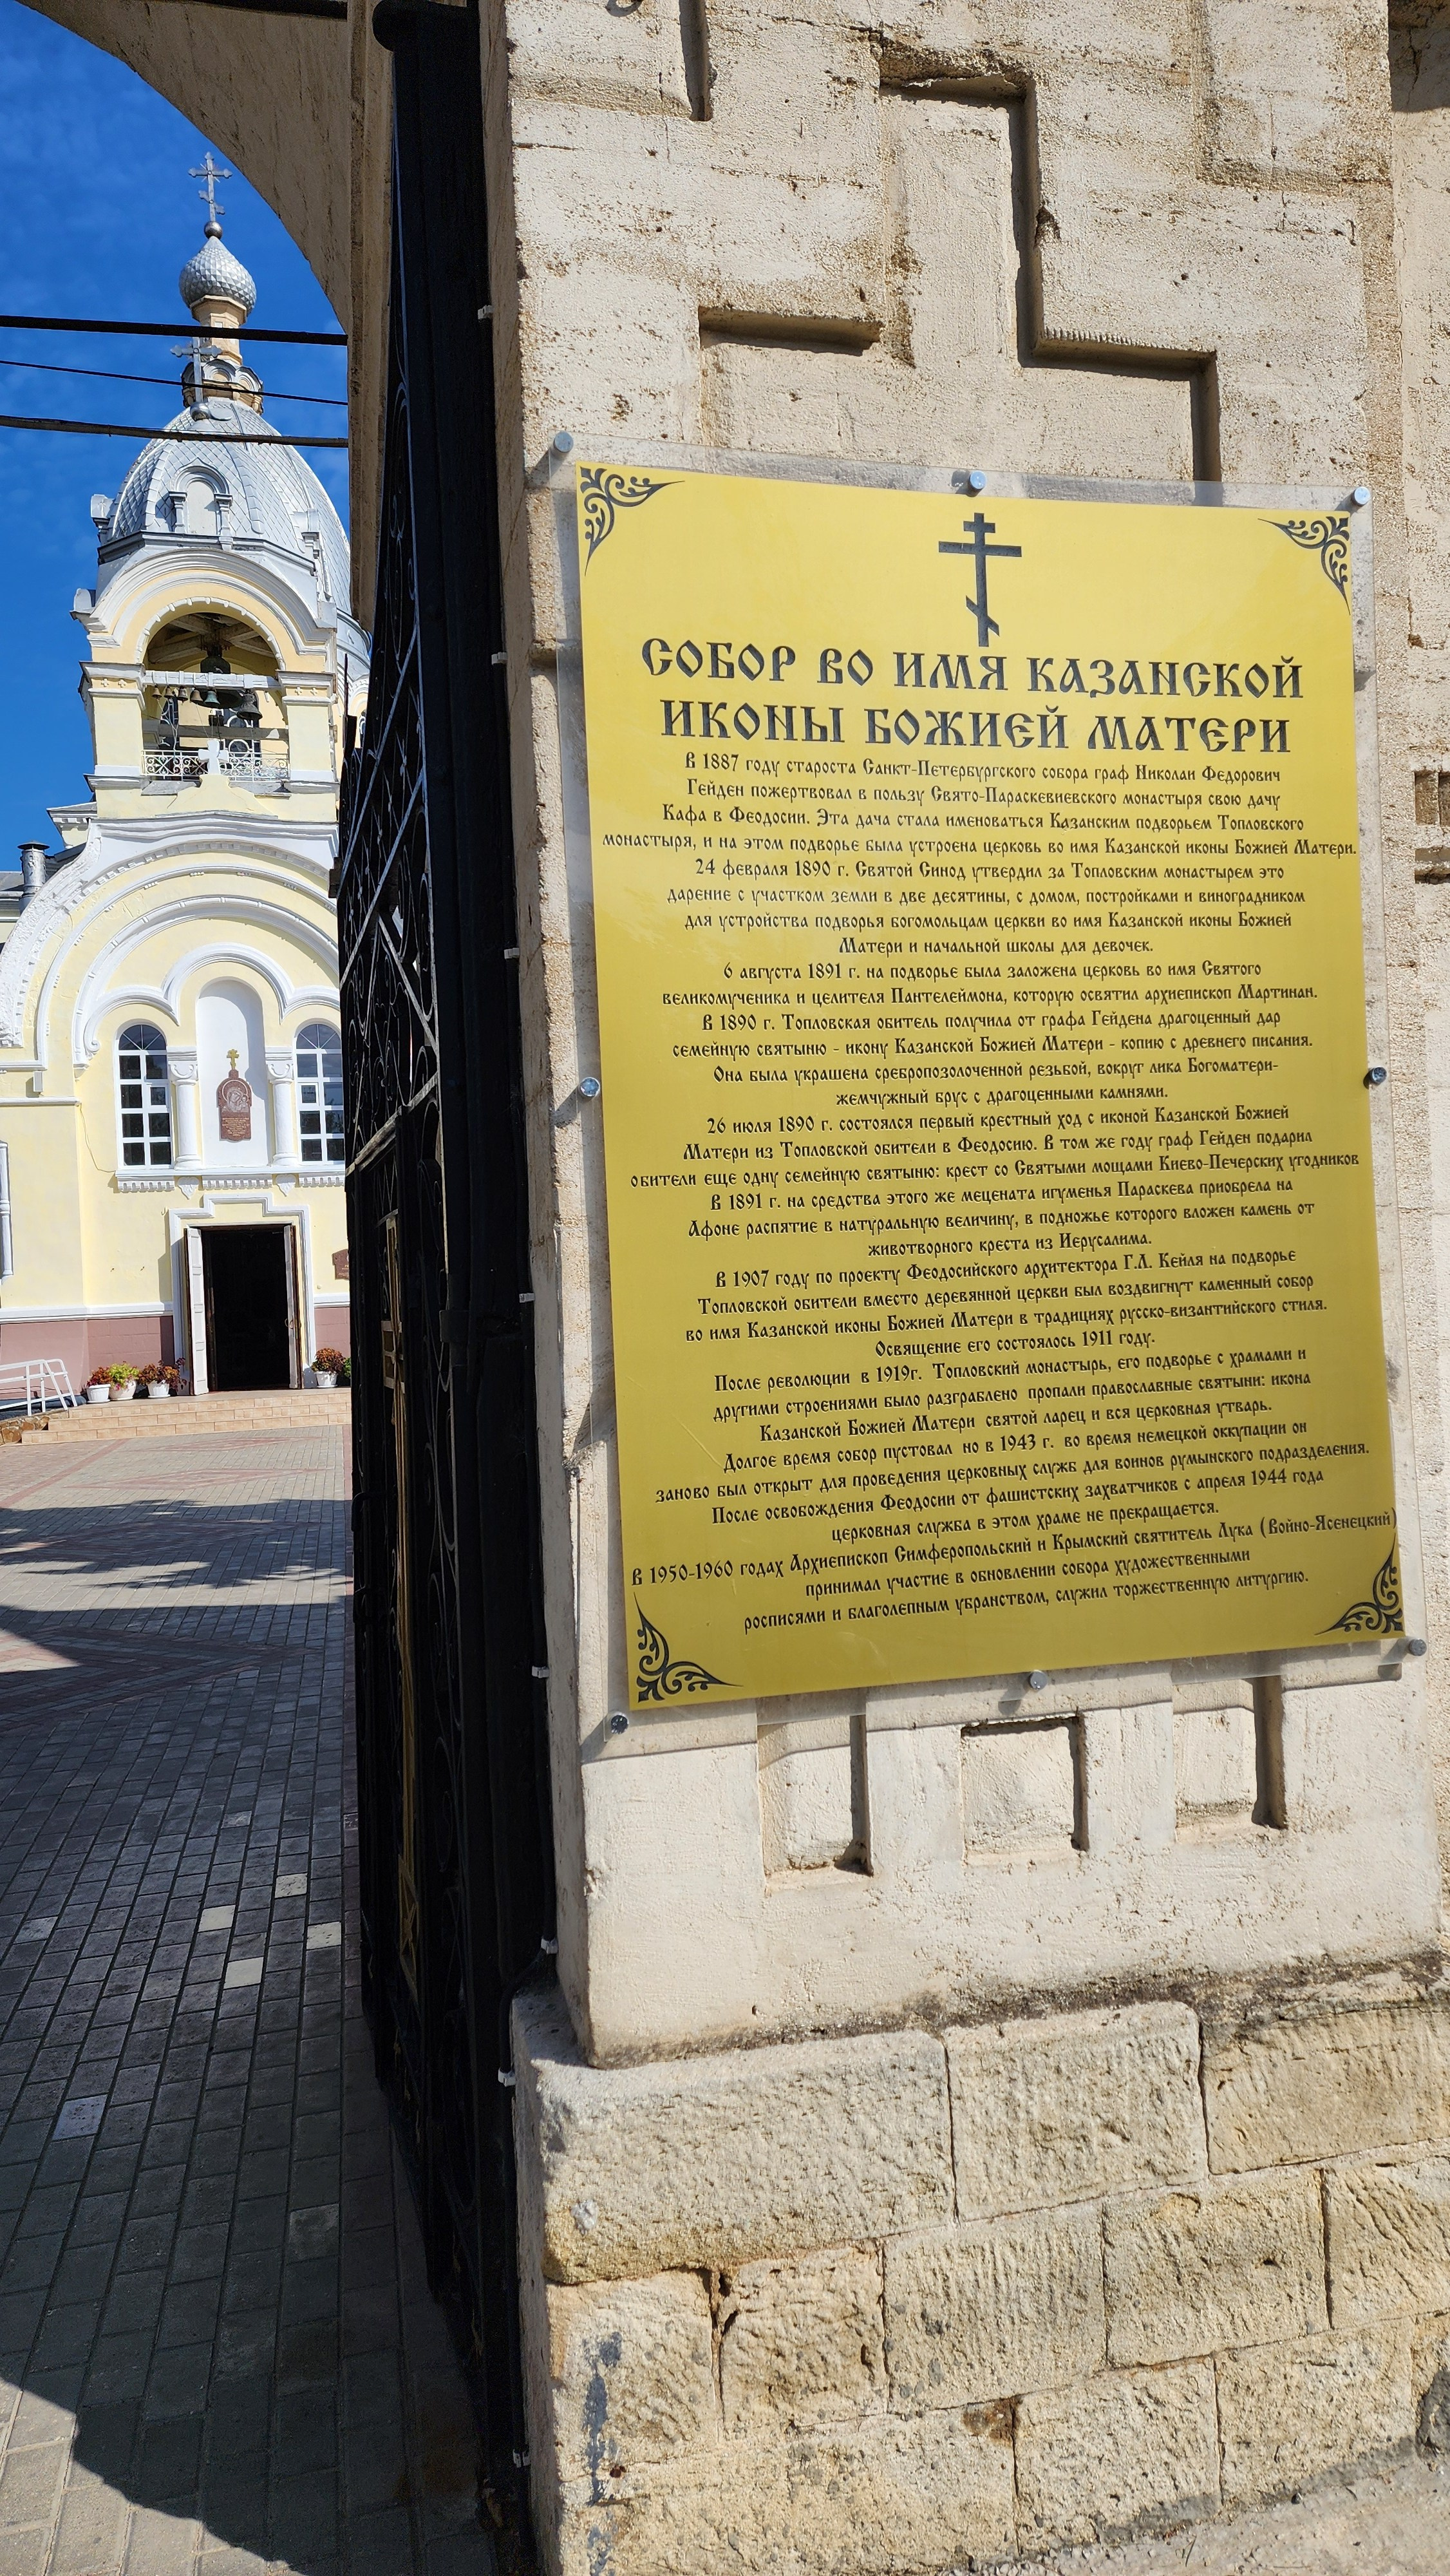 СОБОР ВО ИМЯ КАЗАНСКОЙ
ИКОНЫ БОЖИЕЙ МАТЕРИ
В 1887 году староста Санкт-Петербургского собора граф Николаи Федорович
Гейден пожертвовал в пользу Свято-Параскевиевского монастыря свою дачу
Кафа в Феодосии. Эта дача стала именоваться Казанским подворьем Топловского
монастыря, и на этом подворье была устроена церковь во имя Казанской иконы Божией Матери.
24 февраля 1890 г. Святой Синод утвердил за Топловским монастырем это
дарение с участком земли в две десятины, с домом, постройками и виноградником
для устройства подворья богомольцам церкви во имя Казанской иконы Божией
Матери и начальной школы для девочек.
6 августа 1891 г. на подворье была заложена церковь во имя Святого
великомученика и целителя Пантелеймона, которую освятил архиепископ Мартинан.
В 1890 г. Топловская обитель получила от графа Гейдена драгоценный дар
семейную святыню - икону Казанской Божией Матери - копию с древнего писания.
Она была украшена сребропозолоченной резьбой, вокруг лика Богоматери-
жемчужный брус с драгоценными камнями.
26 июля 1890 г. состоялся первый крестный ход с иконой Казанской Божией
Матери из Топловской обители в Феодосию. В том же году граф Гейден подарил
обители еще одну семейную святыню: крест со Святыми мощами Киево-Печерских угодников
В 1891 г. на средства этого же мецената игуменья Параскева приобрела на
Афоне распятие в натуральную величину, в подножье которого вложен камень от
животворного креста из Иерусалима.
В 1907 году по проекту Феодосийского архитектора Г.Л. Кейля на подворье
Топловской обители вместо деревянной церкви был воздвигнут каменный собор
во имя Казанской иконы Божией Матери в традициях русско-византийского стиля.
Освящение его состоялось 1911 году.
После революции в 1919г. Топловский монастырь, его подворье с храмами и
другими строениями было разграблено пропали православные святыни: икона
Казанской Божией Матери святой ларец и вся церковная утварь.
Долгое время собор пустовал но в 1943 г. во время немецкой оккупации он
заново был открыт для проведения церковных служб для воинов румынского подразделения.
После освобождения Феодосии от фашистских захватчиков с апреля 1944 года
церковная служба в этом храме не прекращается.
В 1950-1960 годах Архиепископ Симферопольский и Крымский святитель Лука (Войно-Ясенецкий)
принимал участие в обновлении собора художественными
росписями и благолепным убранством, служил торжественную литургию.